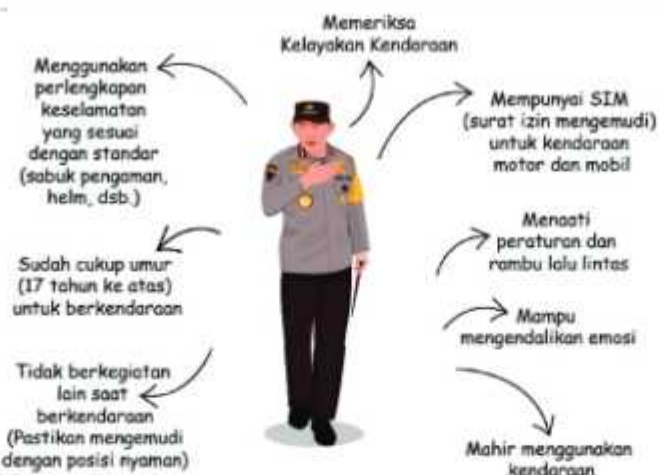 Memeriksa
Kelayakan Kendaraan
Menggunakan
perlengkapan
keselamatan
yang sesuai
dengan standar
(sabuk pengaman,
helm, dsb.)
Mempunyai SIM
(surat izin mengemudi)
untuk kendaraan
motor dan mobil
Sudah cukup umur
(17 tahun ke atas)
untuk berkendaraan
Menaati
peraturan dan
rambu lalu lintas
Mampu
mengendalikan emosi
Tidak berkegiatan
lain saat
berkendaraan
(Pastikan mengemudi
dengan posisi nyaman)
Mahir menggunakan
kendaraan